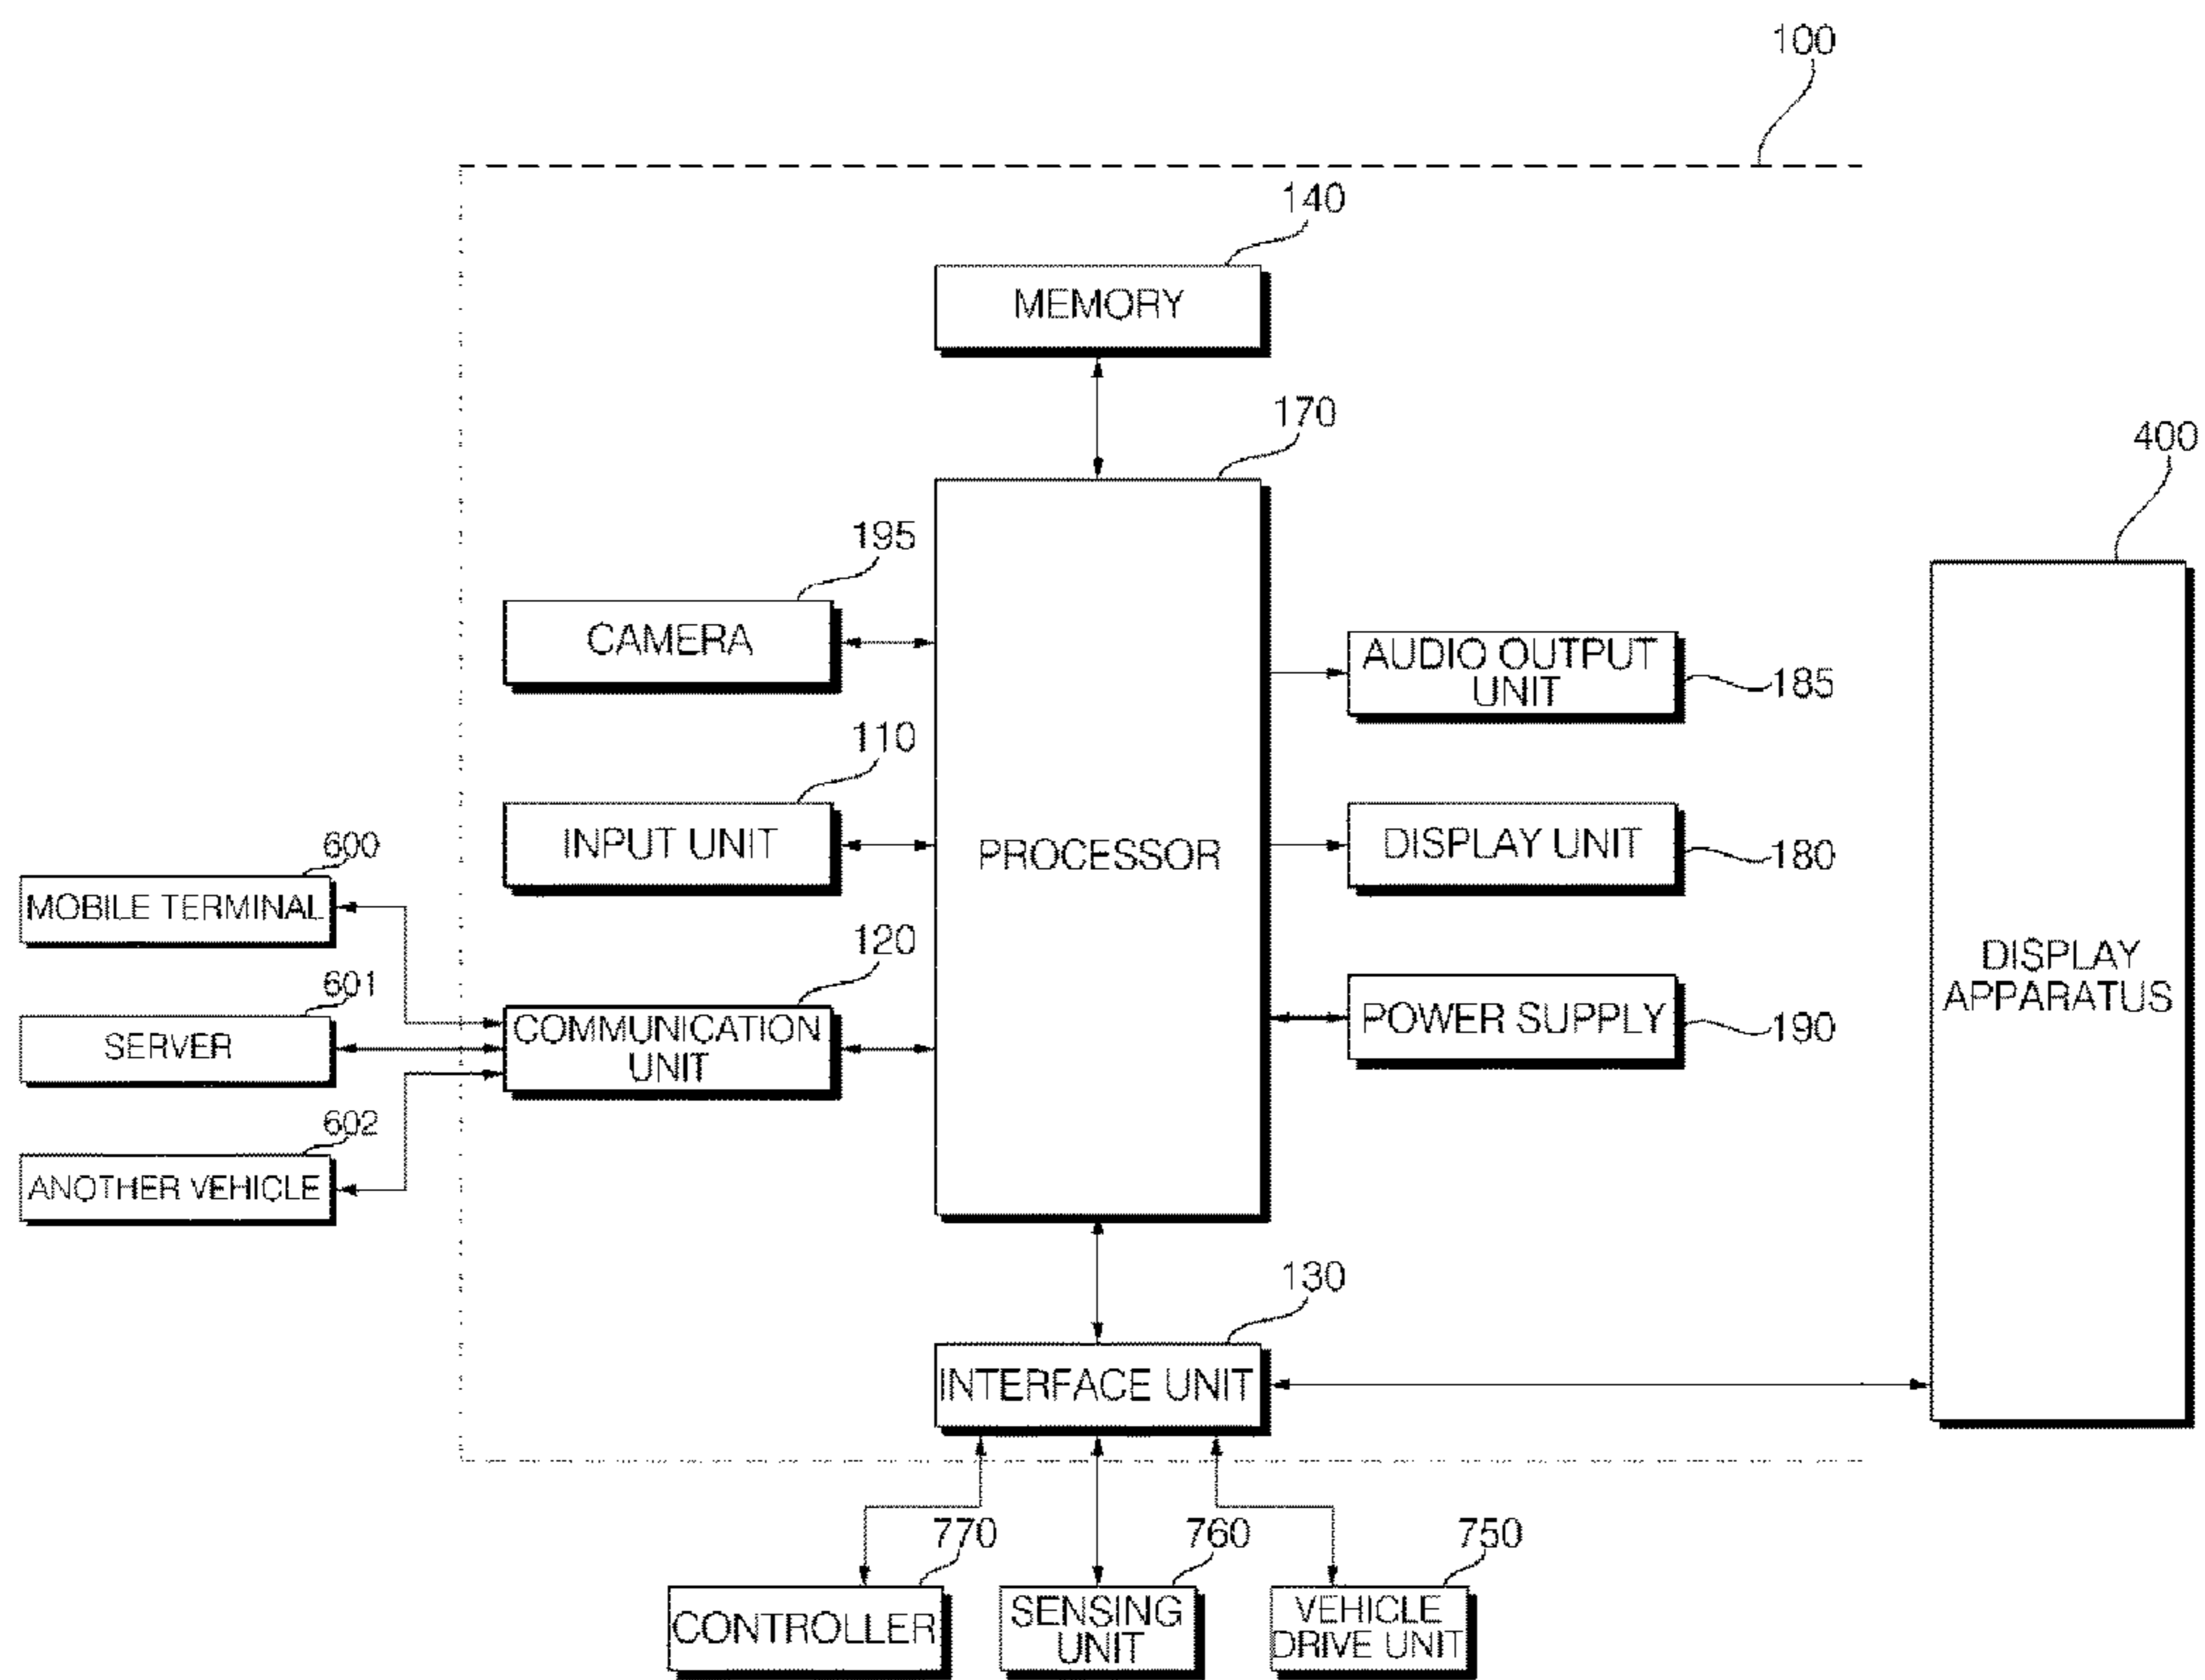 100
140
MEMORY
170
400
195
CAMERA
AUDIO OUTPUT
UNIT
185
110
INPUT UNIT
PROCESSOR
DISPLAY UNIT
180
600
MOBILE TERMINAL
120
DISPLAY
APPARATUS
601
SERVER
COMMUNICATION
UNIT
POWER SUPPLY
190
602
ANOTHER VEHICLE
130
INTERFACE UNIT
770
760
750
CONTROLLER
SENSING
UNIT
VEHICLE
DRIVE UNIT